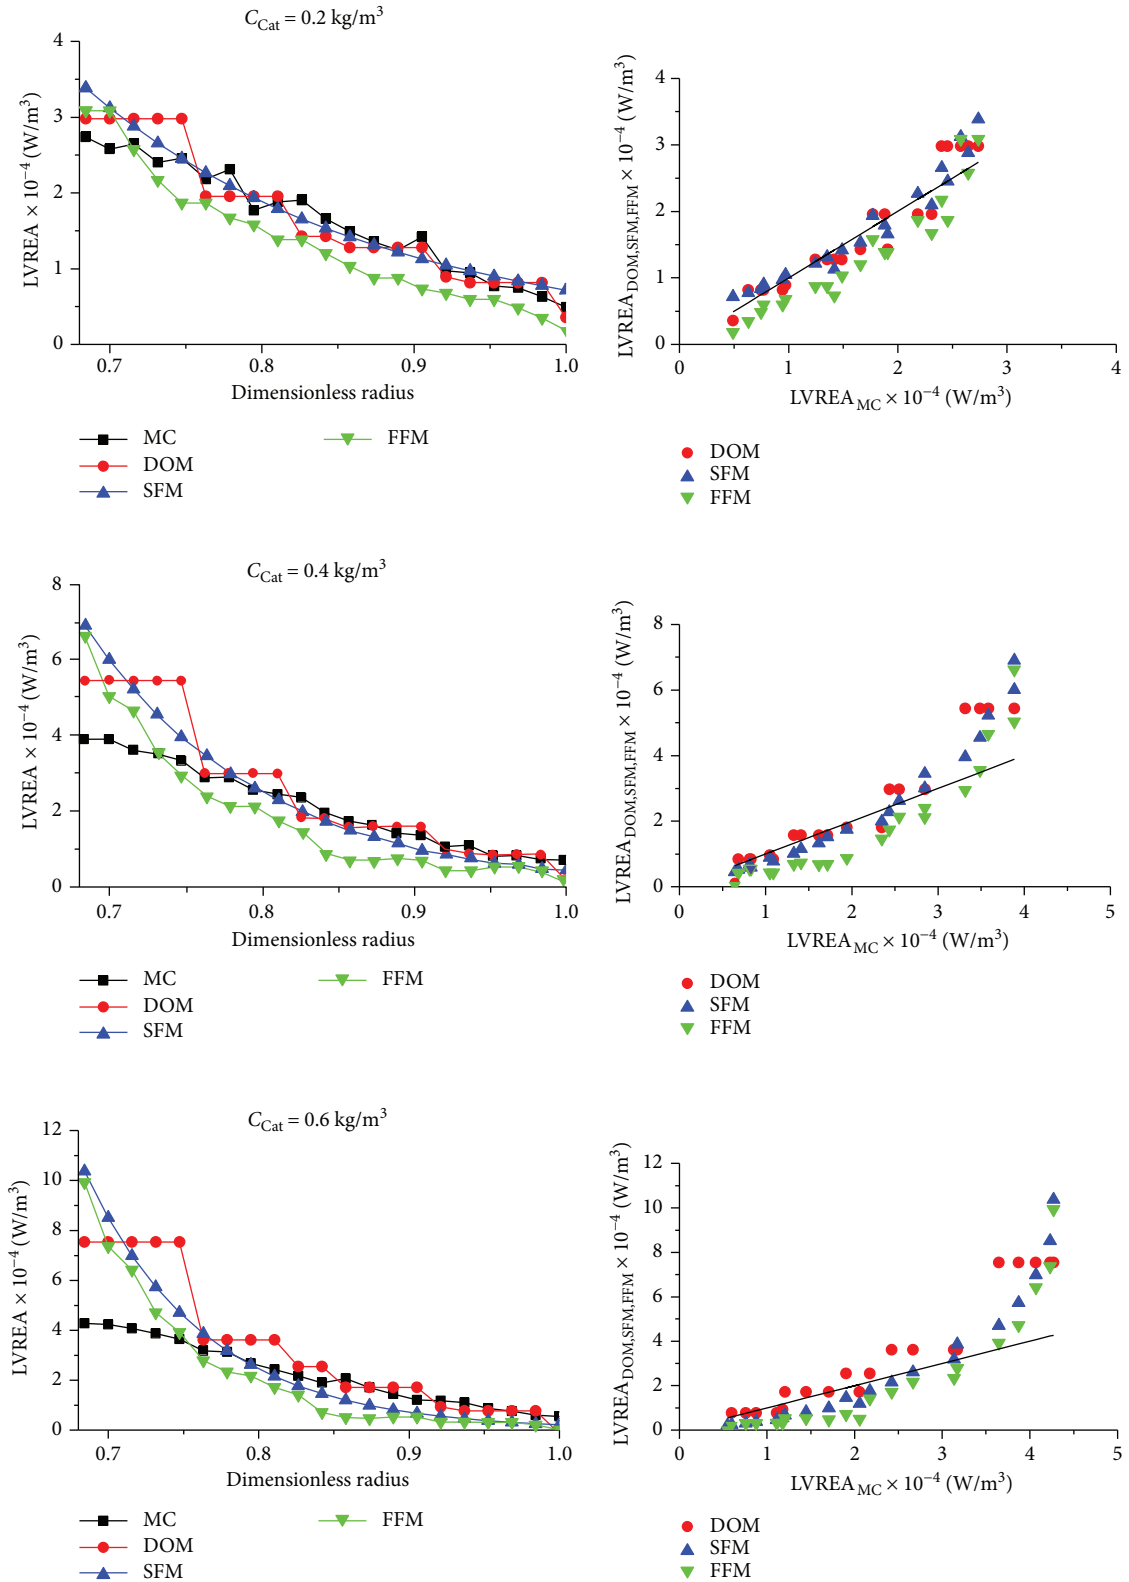 C_Cat = 0.2 kg/m³
LVREA × 10⁻⁴ (W/m³)
4
3
2
1
0
0.7
0.8
0.9
1.0
Dimensionless radius
MC
DOM
SFM
FFM
LVREA_DOM,SFM,FFM × 10⁻⁴ (W/m³)
4
3
2
1
0
0
1
2
3
4
LVREA_MC × 10⁻⁴ (W/m³)
DOM
SFM
FFM
C_Cat = 0.4 kg/m³
LVREA × 10⁻⁴ (W/m³)
8
6
4
2
0
0.7
0.8
0.9
1.0
Dimensionless radius
MC
DOM
SFM
FFM
LVREA_DOM,SFM,FFM × 10⁻⁴ (W/m³)
8
6
4
2
0
0
1
2
3
4
5
LVREA_MC × 10⁻⁴ (W/m³)
DOM
SFM
FFM
C_Cat = 0.6 kg/m³
LVREA × 10⁻⁴ (W/m³)
12
10
8
6
4
2
0
0.7
0.8
0.9
1.0
Dimensionless radius
MC
DOM
SFM
FFM
LVREA_DOM,SFM,FFM × 10⁻⁴ (W/m³)
12
10
8
6
4
2
0
0
1
2
3
4
5
LVREA_MC × 10⁻⁴ (W/m³)
DOM
SFM
FFM